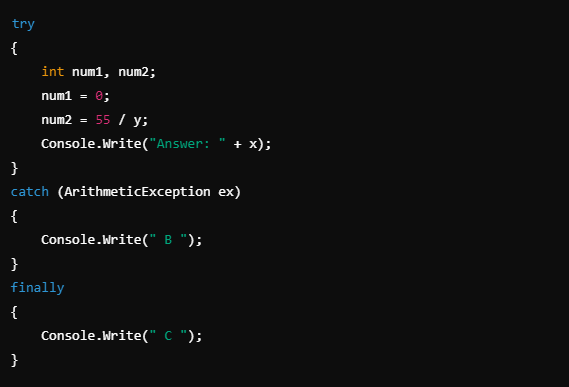 try
{
    int num1, num2;
    num1 = 0;
    num2 = 55 / y;
    Console.Write("Answer: " + x);
}
catch (ArithmeticException ex)
{
    Console.Write(" B ");
}
finally
{
    Console.Write(" C ");
}